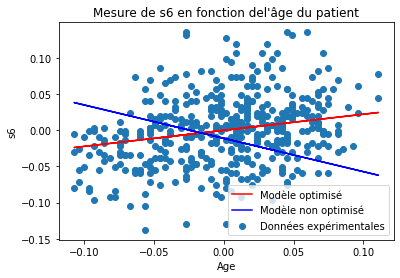 Mesure de s6 en fonction del'âge du patient
s6
0.10
0.05
0.00
−0.05
−0.10
−0.15
−0.10
−0.05
0.00
0.05
0.10
Age
Modèle optimisé
Modèle non optimisé
Données expérimentales